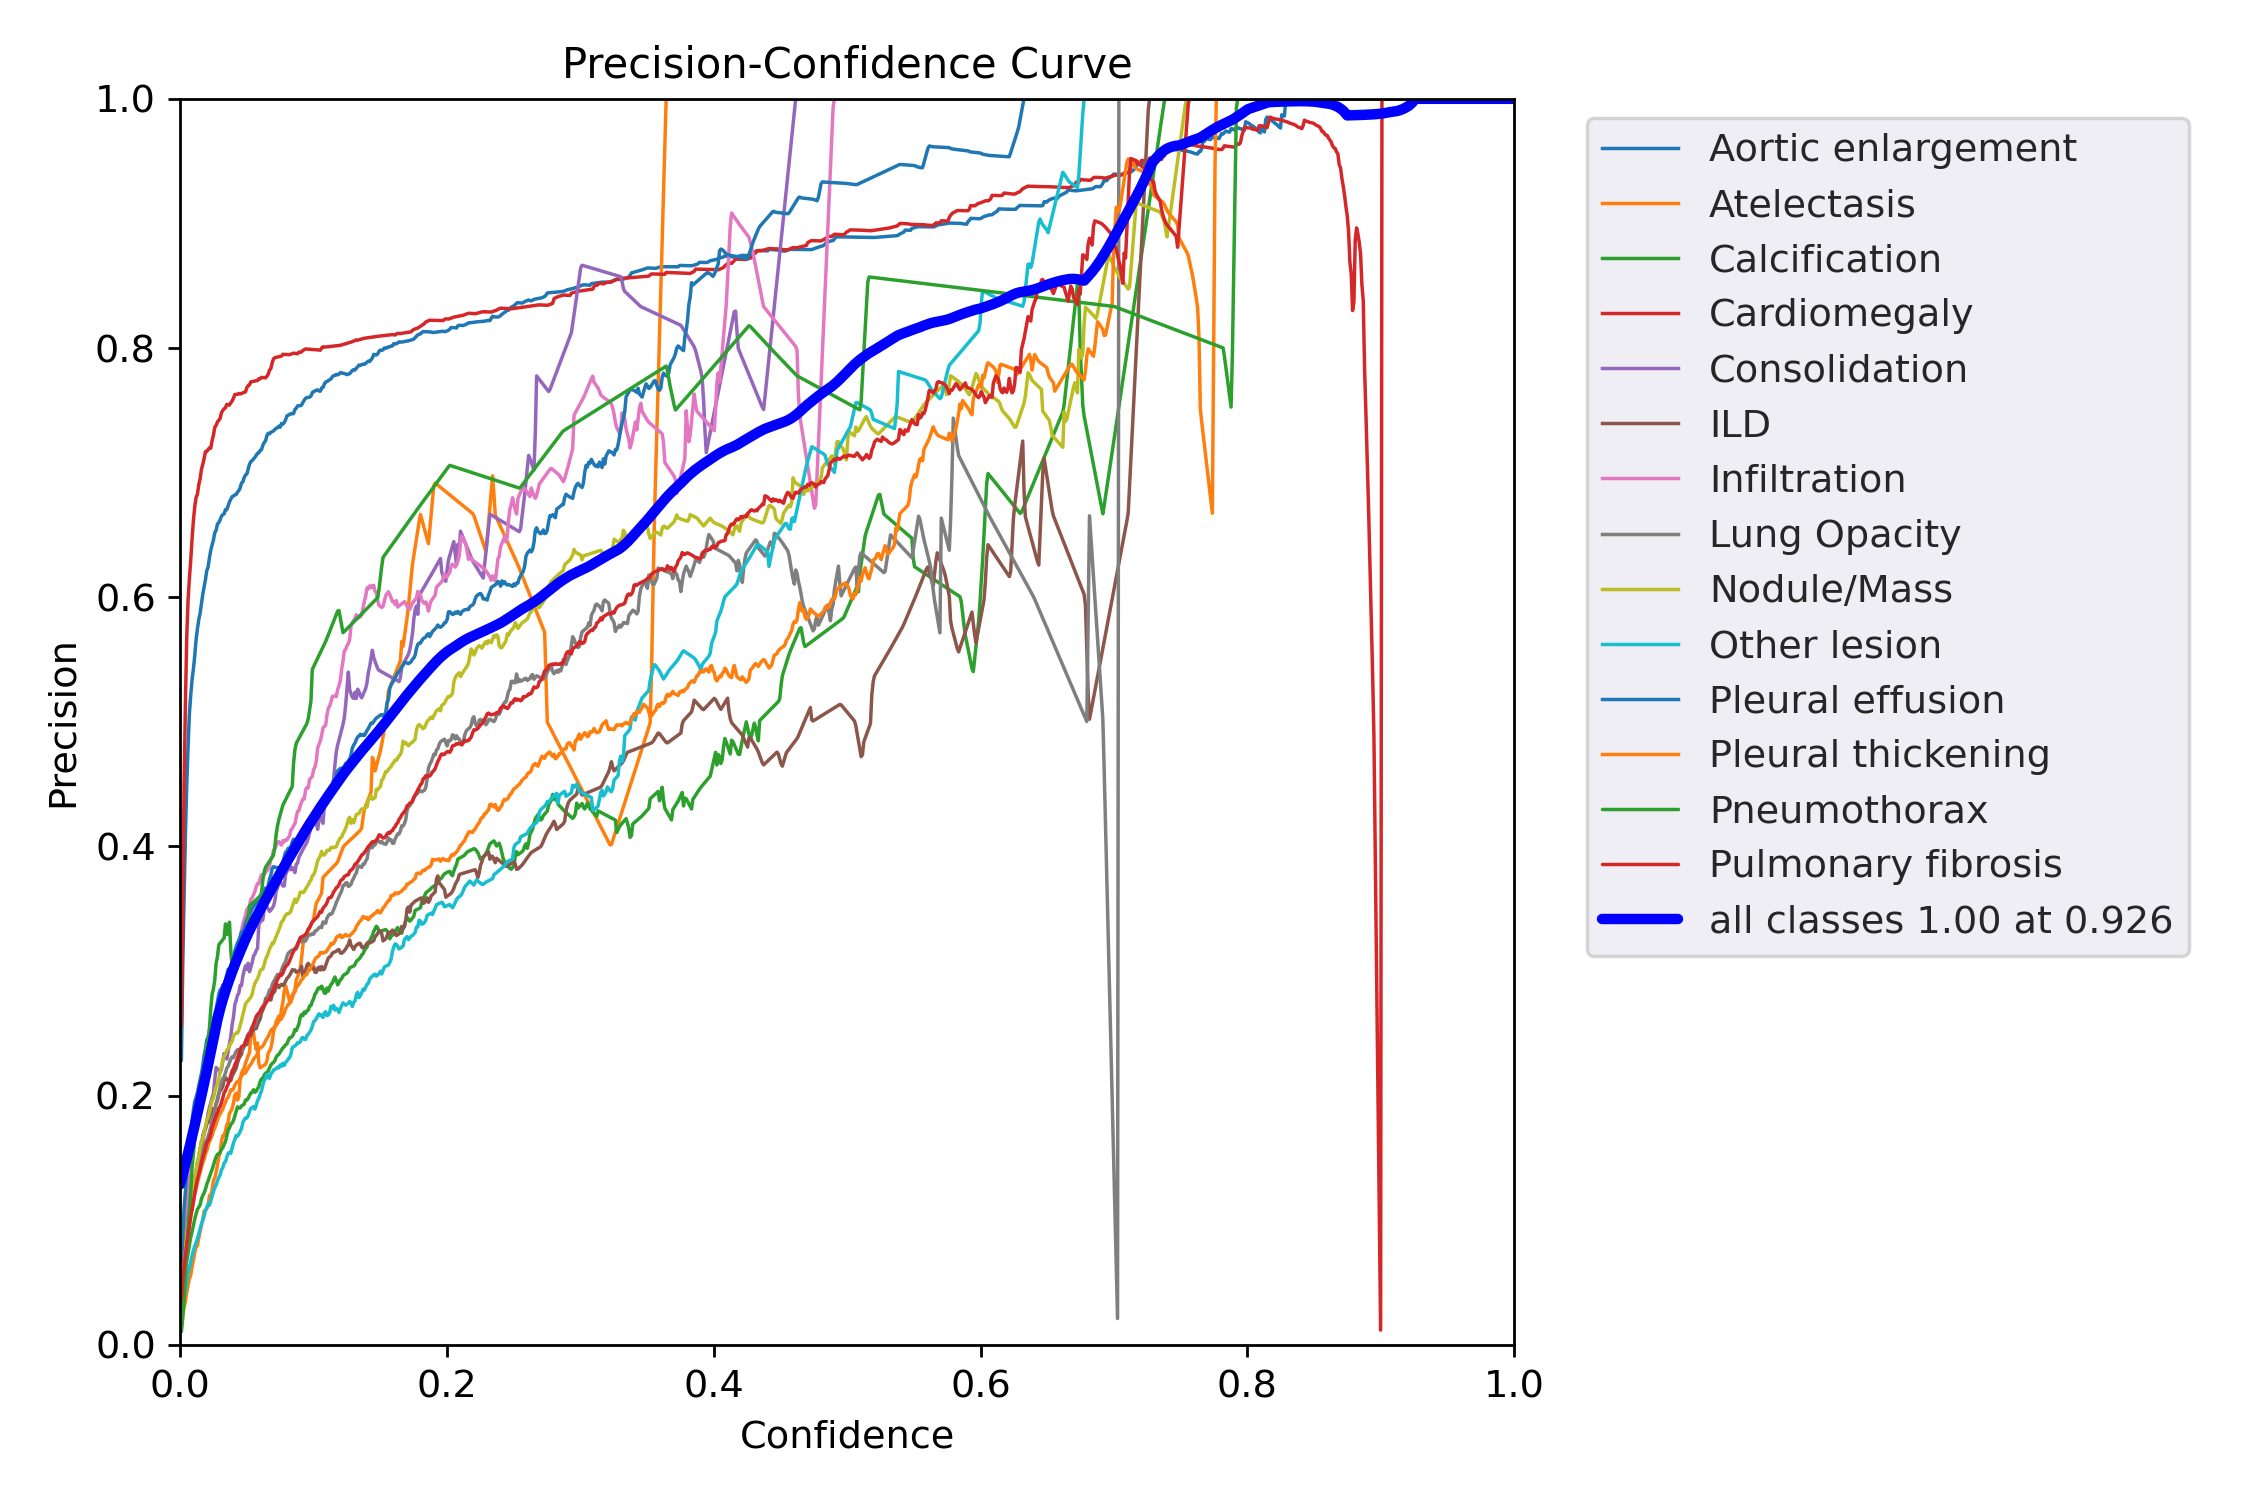 Precision-Confidence Curve
1.0
0.8
0.6
0.4
0.2
0.0
Precision
0.0 0.2 0.4 0.6 0.8 1.0
Confidence
Aortic enlargement
Atelectasis
Calcification
Cardiomegaly
Consolidation
ILD
Infiltration
Lung Opacity
Nodule/Mass
Other lesion
Pleural effusion
Pleural thickening
Pneumothorax
Pulmonary fibrosis
all classes 1.00 at 0.926